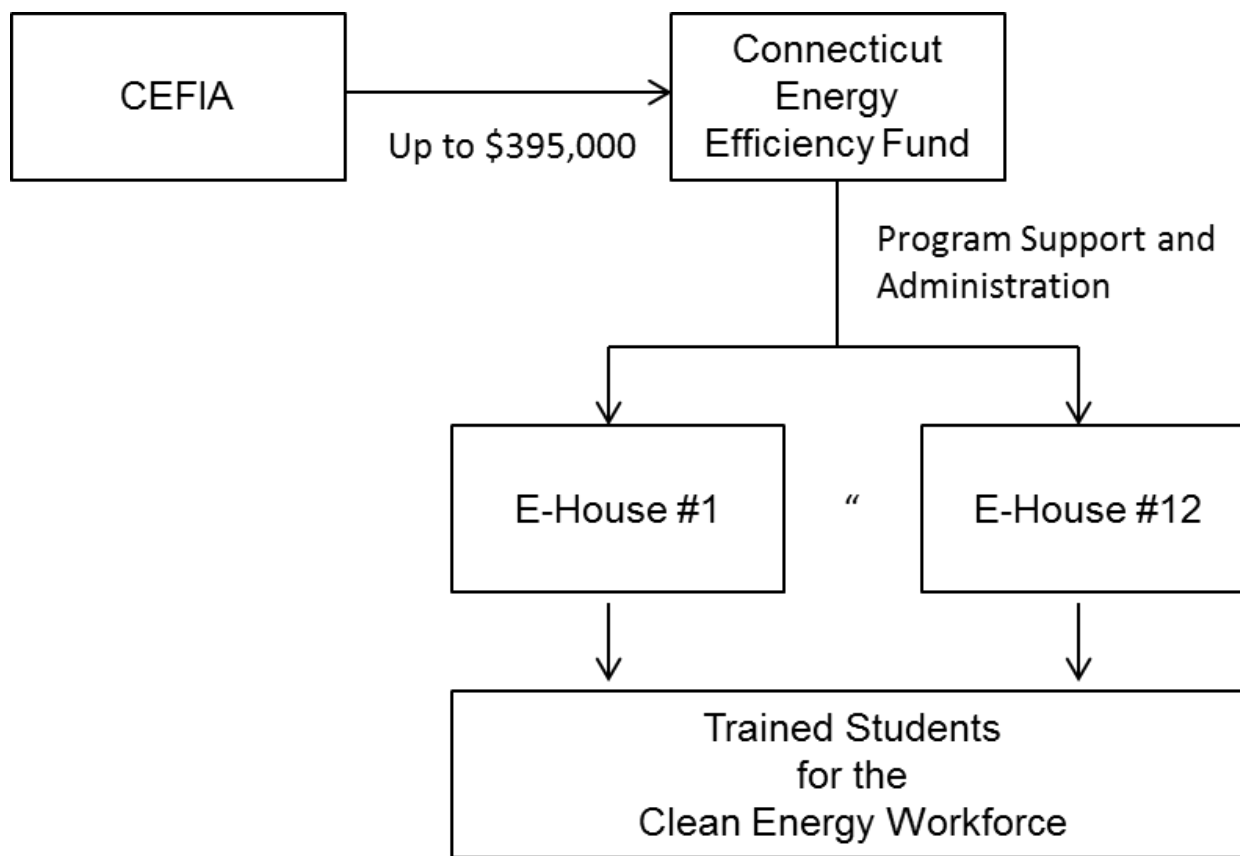 CEFIA
Up to $395,000
Connecticut
Energy
Efficiency Fund
Program Support and
Administration
E-House #1
“
E-House #12
Trained Students
for the
Clean Energy Workforce